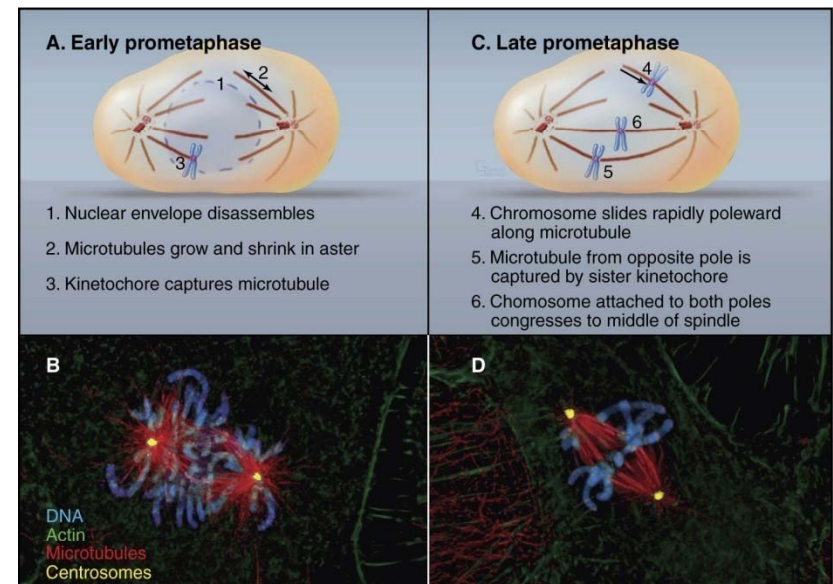 A. Early prometaphase
1
2
3
1. Nuclear envelope disassembles
2. Microtubules grow and shrink in aster
3. Kinetochore captures microtubule
C. Late prometaphase
4
6
5
4. Chromosome slides rapidly poleward
along microtubule
5. Microtubule from opposite pole is
captured by sister kinetochore
6. Chomosome attached to both poles
congresses to middle of spindle
B
DNA
Actin
Microtubules
Centrosomes
D